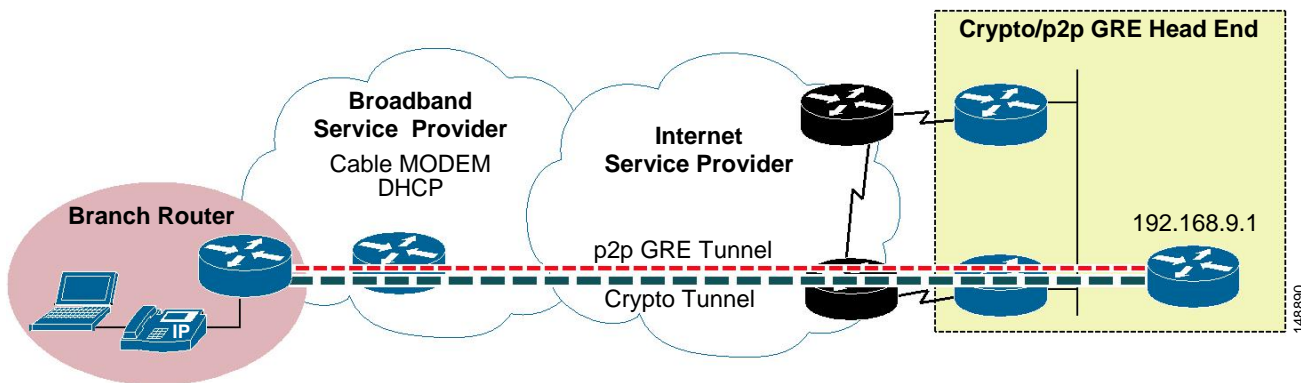 Crypto/p2p GRE Head End
Broadband
Service Provider
Cable MODEM
DHCP
Internet
Service Provider
Branch Router
192.168.9.1
p2p GRE Tunnel
Crypto Tunnel
IP
148890